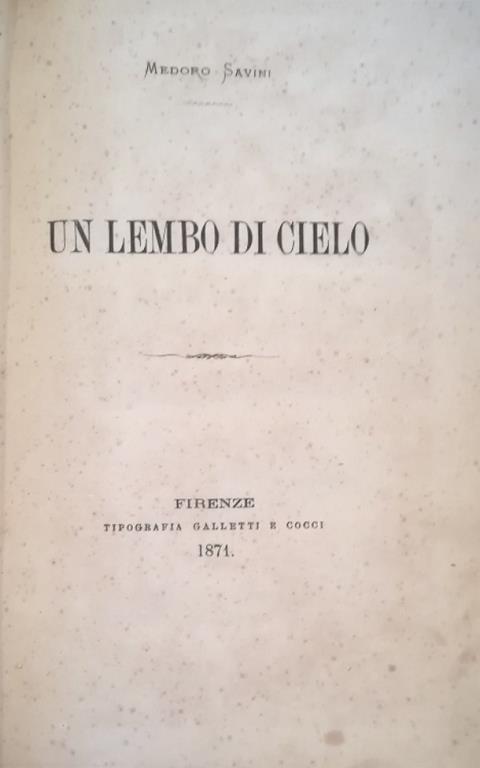 MEDORO SAVINI
UN LEMBO DI CIELO
FIRENZE
TIPOGRAFIA GALLETTI E COCCI
1871.